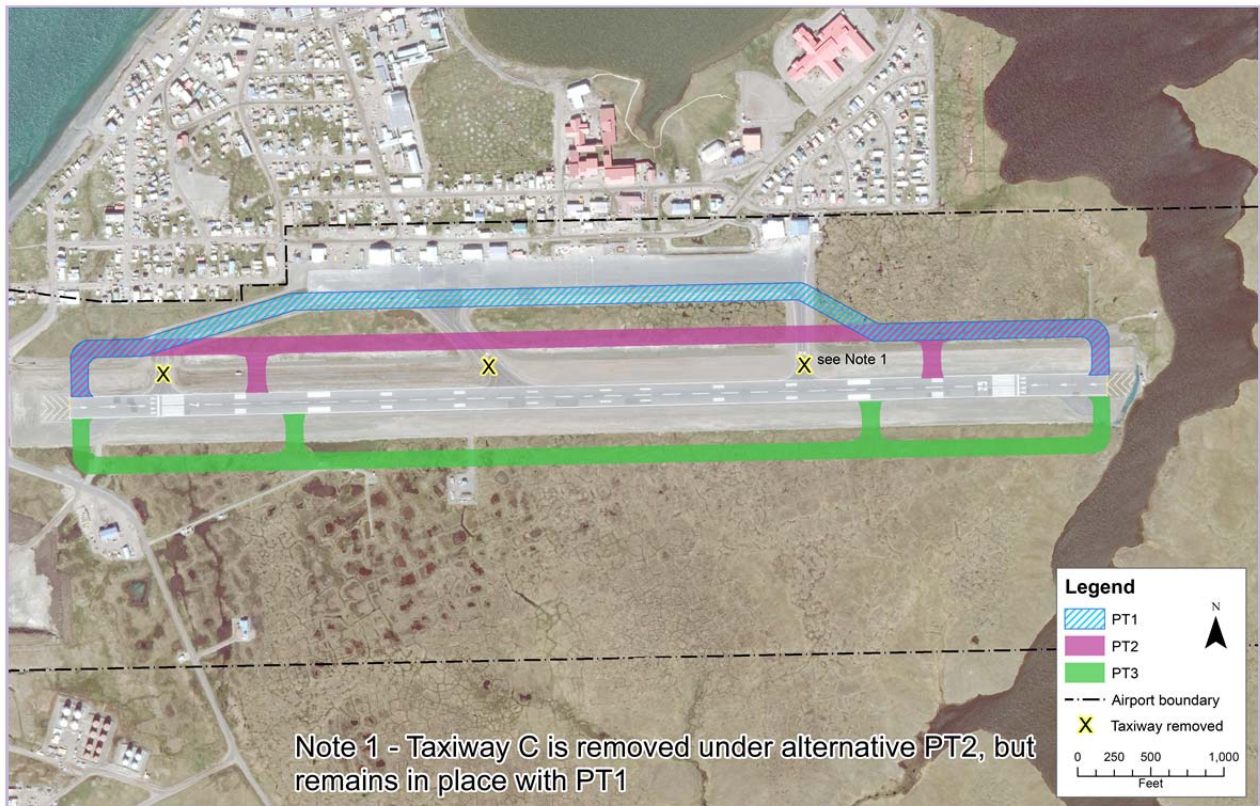 X
X
X
see Note 1
Legend
PT1
PT2
PT3
Airport boundary
X Taxiway removed
N
0 250 500 1,000
Feet
Note 1 - Taxiway C is removed under alternative PT2, but
remains in place with PT1